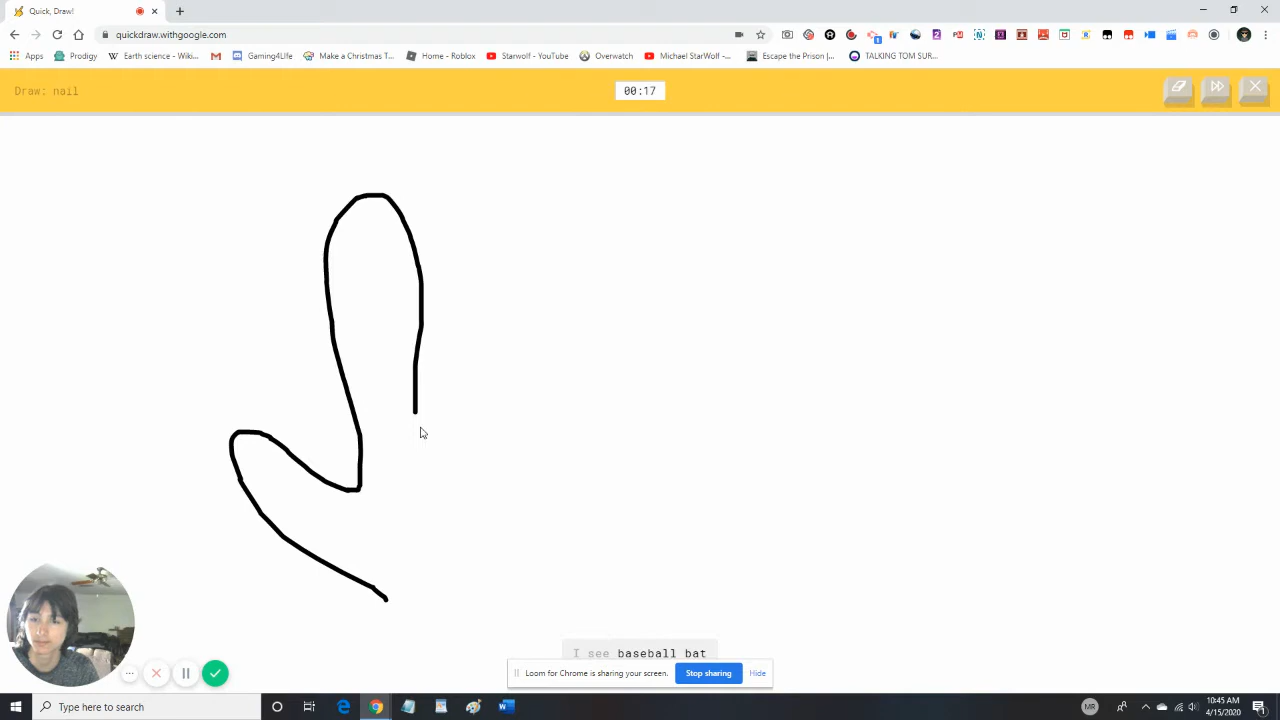 Quick, Draw!
quickdraw.withgoogle.com
Apps Prodigy Earth science - Wiki... Gaming4Life Make a Christmas T... Home - Roblox Starwolf - YouTube Overwatch Michael StarWolf -... Escape the Prison |... TALKING TOM SUR...
Draw: nail
00:17
I see baseball bat
Loom for Chrome is sharing your screen. Stop sharing Hide
Type here to search
MR
10:45 AM
4/15/2020